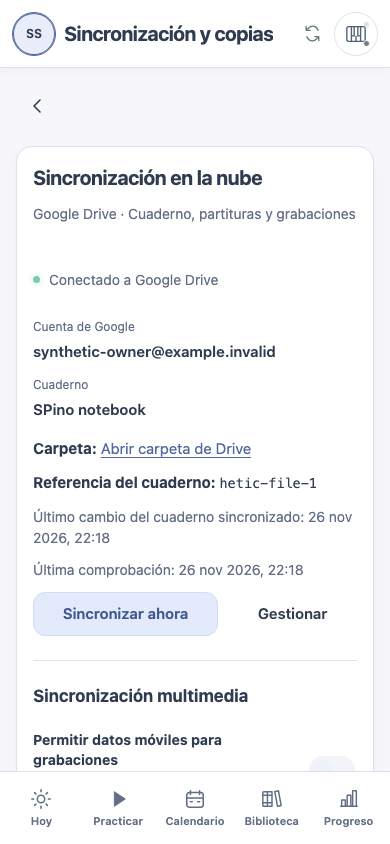 SS
Sincronización y copias
Sincronización en la nube
Google Drive · Cuaderno, partituras y grabaciones
Conectado a Google Drive
Cuenta de Google
synthetic-owner@example.invalid
Cuaderno
SPino notebook
Carpeta: Abrir carpeta de Drive
Referencia del cuaderno: hetic-file-1
Último cambio del cuaderno sincronizado: 26 nov
2026, 22:18
Última comprobación: 26 nov 2026, 22:18
Sincronizar ahora
Gestionar
Sincronización multimedia
Permitir datos móviles para
grabaciones
Hoy
Practicar
Calendario
Biblioteca
Progreso